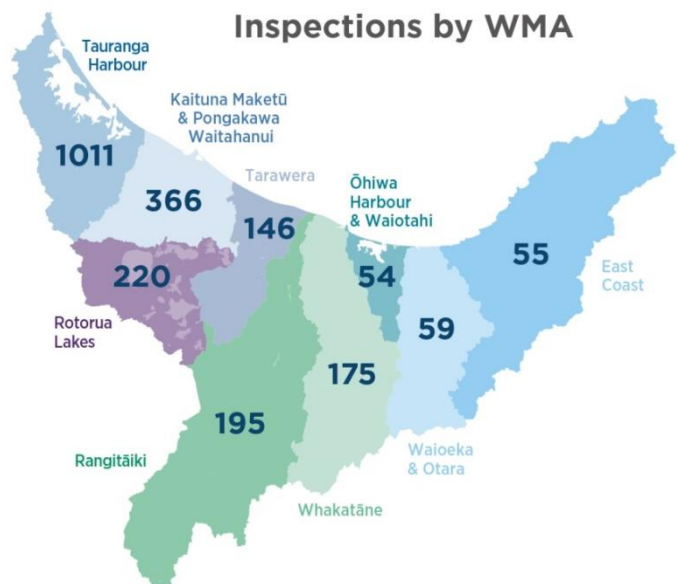 Inspections by WMA
Tauranga
Harbour
Kaituna Maketū
& Pongakawa
Waitahanui
1011
366
Tarawera
146
Ōhiwa
Harbour
& Waiotahi
220
54
55
East
Coast
Rotorua
Lakes
59
175
195
Rangitāiki
Waioeka
& Otara
Whakatāne